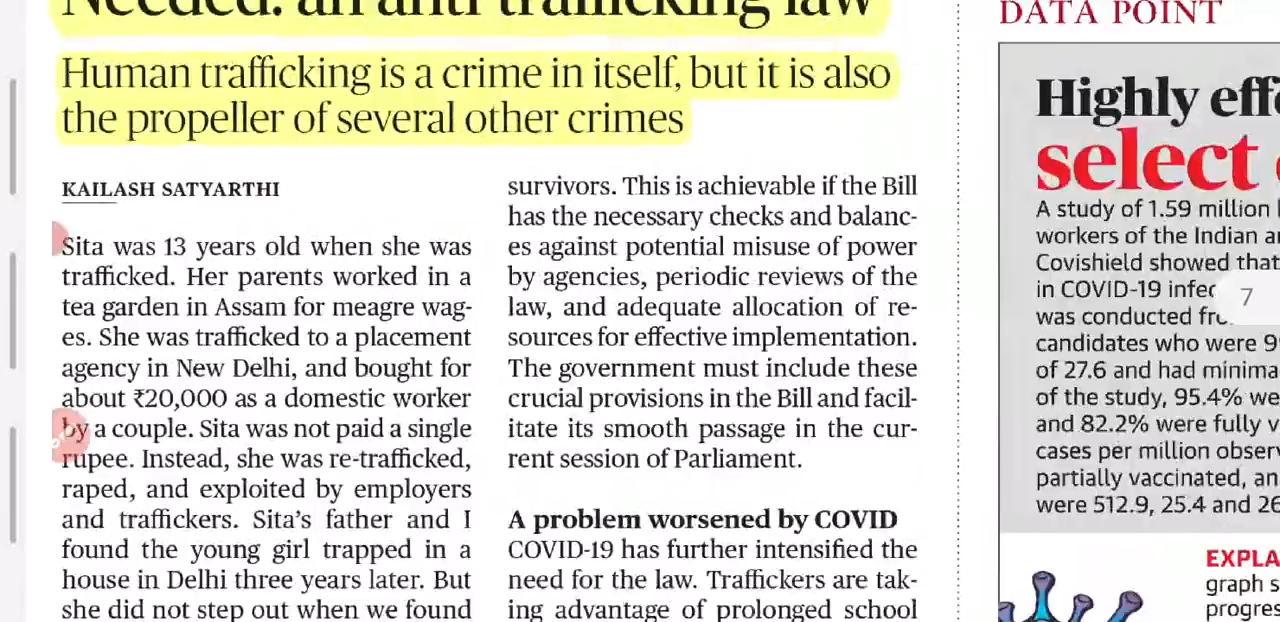 Needed: an anti trafficking law
Human trafficking is a crime in itself, but it is also
the propeller of several other crimes
KAILASH SATYARTHI
Sita was 13 years old when she was
trafficked. Her parents worked in a
tea garden in Assam for meagre wag-
es. She was trafficked to a placement
agency in New Delhi, and bought for
about ₹20,000 as a domestic worker
by a couple. Sita was not paid a single
rupee. Instead, she was re-trafficked,
raped, and exploited by employers
and traffickers. Sita's father and I
found the young girl trapped in a
house in Delhi three years later. But
she did not step out when we found
survivors. This is achievable if the Bill
has the necessary checks and balanc-
es against potential misuse of power
by agencies, periodic reviews of the
law, and adequate allocation of re-
sources for effective implementation.
The government must include these
crucial provisions in the Bill and facil-
itate its smooth passage in the cur-
rent session of Parliament.
A problem worsened by COVID
COVID-19 has further intensified the
need for the law. Traffickers are tak-
ing advantage of prolonged school
DATA POINT
Highly
select
A study of 1.59 million
workers of the Indian
Covishield showed that
in COVID-19
was conducted
candidates who were
of 27.6 and had
of the study, 95.4%
and 82.2% were fully
cases per million
partially vaccinated,
were 512.9, 25.4 and
7
graph